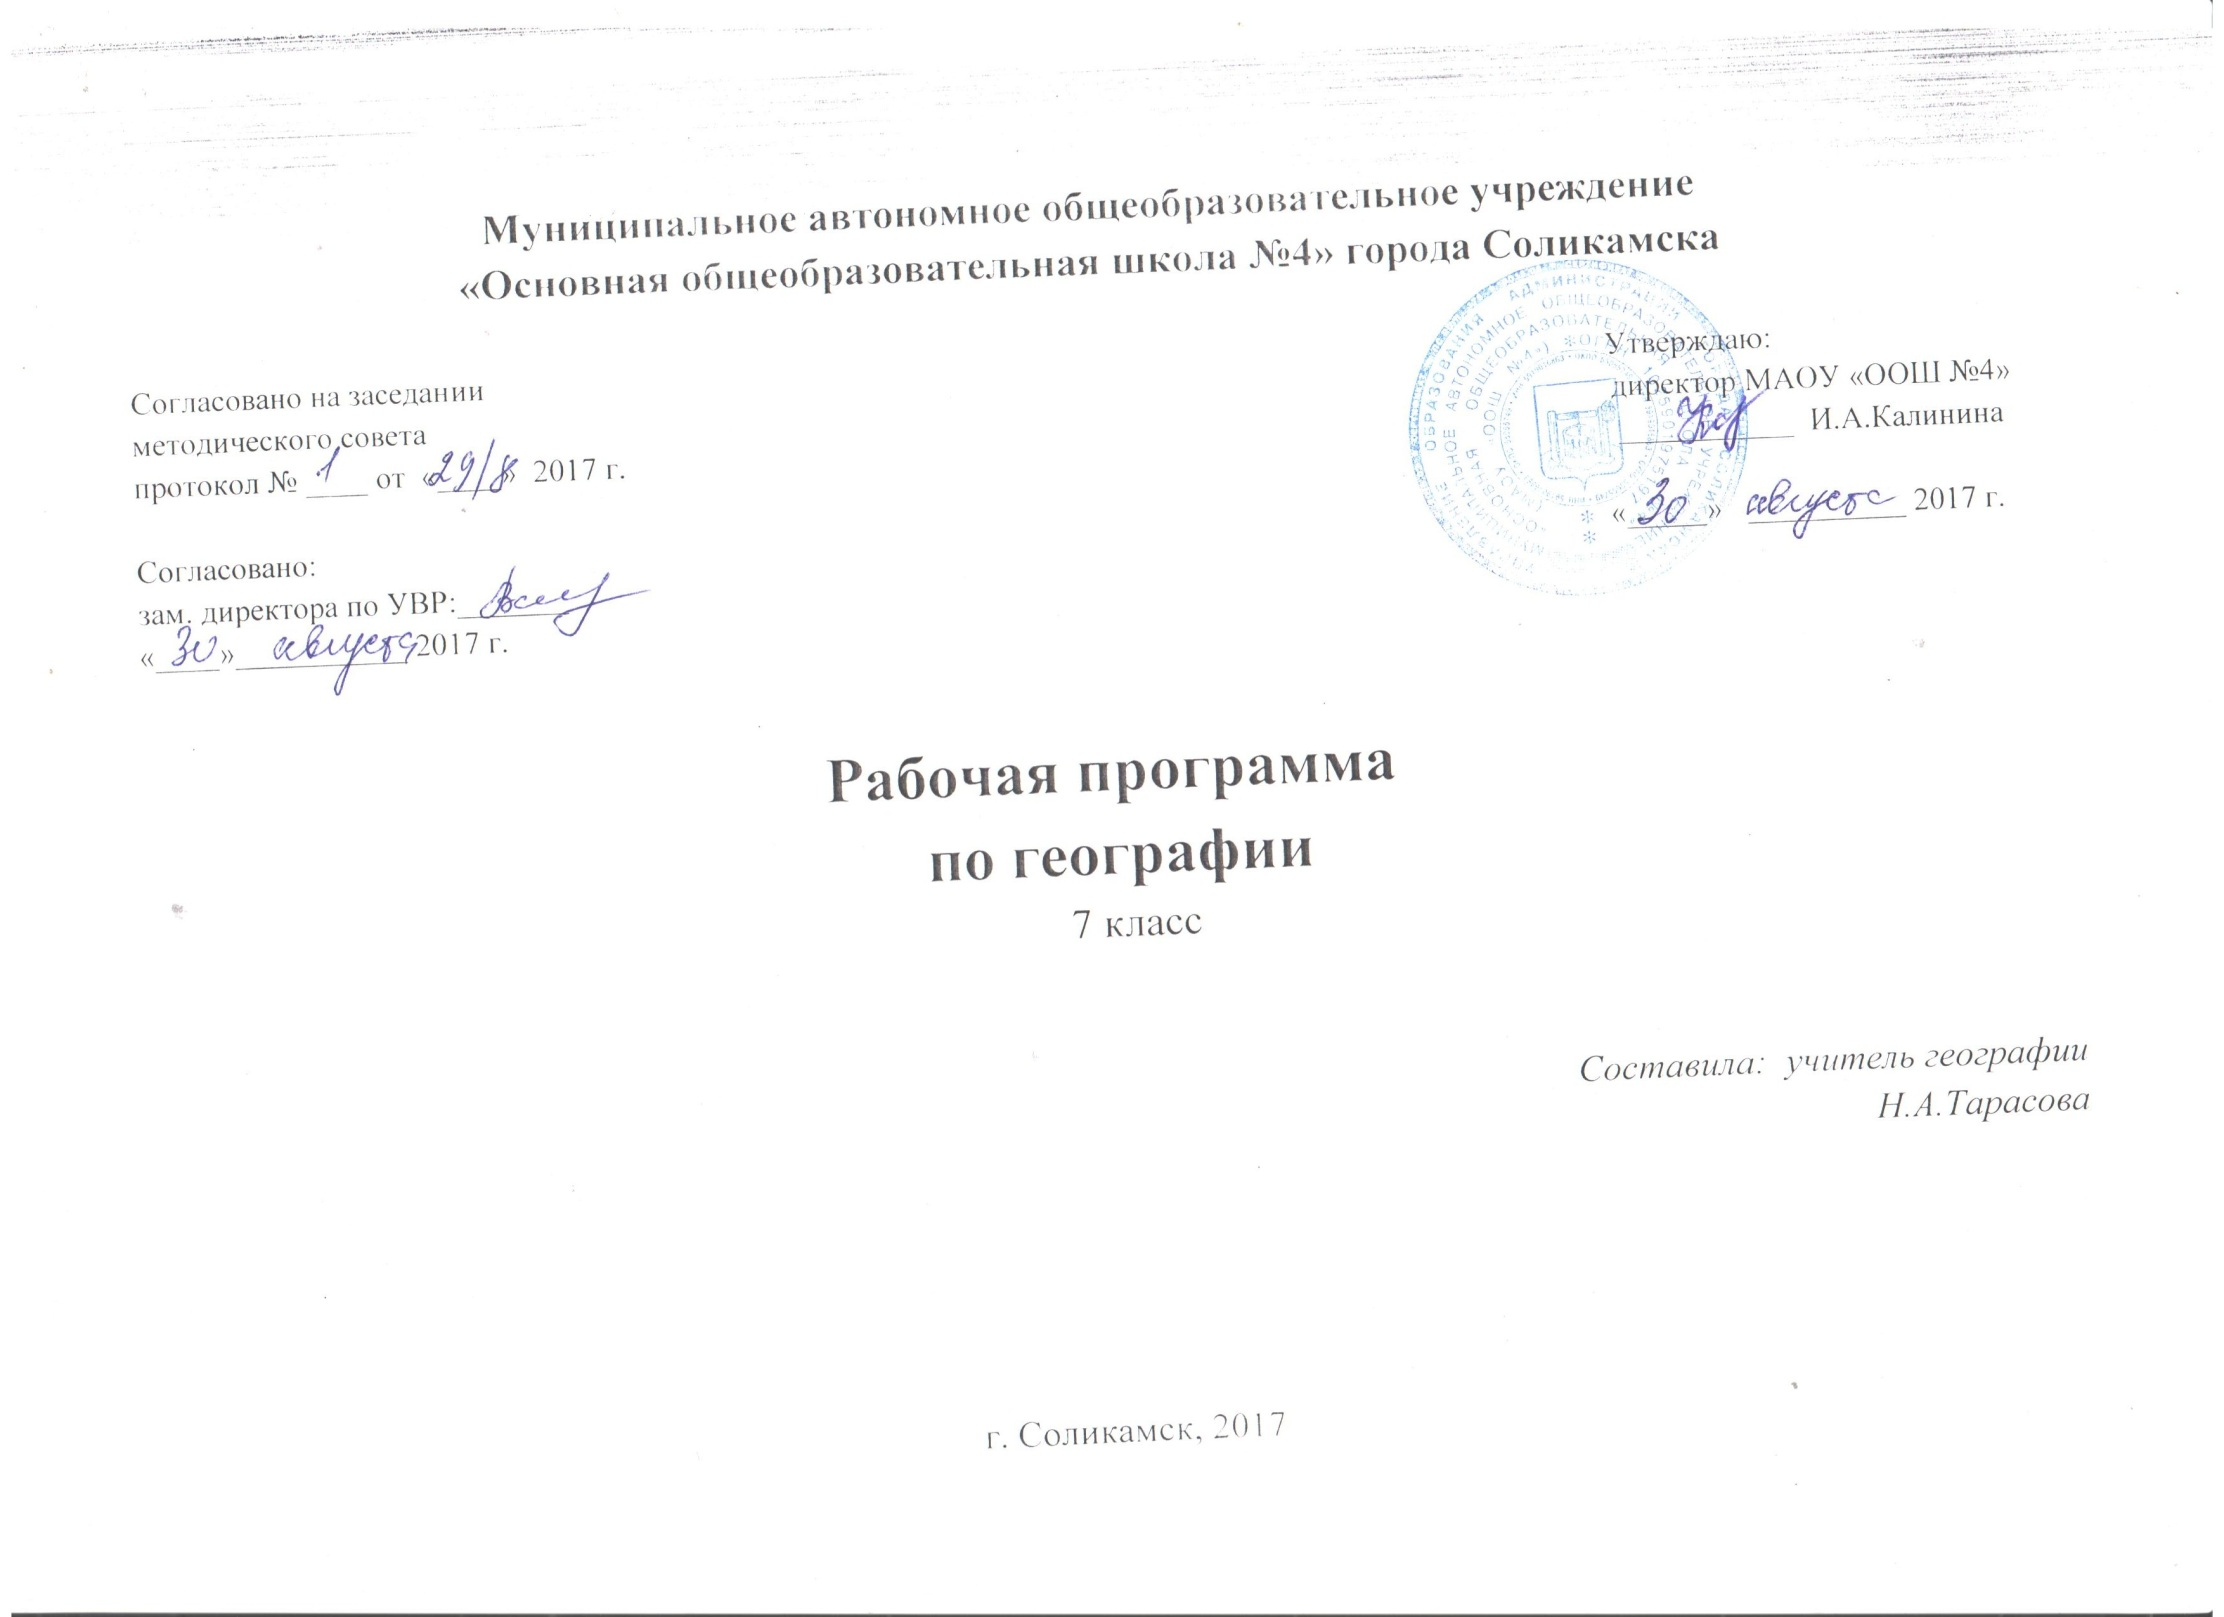 Муниципальное автономное общеобразовательное учреждение
«Основная общеобразовательная школа №4» города Соликамска
Согласовано на заседании
методического совета
протокол № 1 от «29/8» 2017 г.
Согласовано:
зам. директора по УВР:
«30» августа 2017 г.
Утверждаю:
директор МАОУ «ООШ №4»
И.А.Калинина
«30» августа 2017 г.
Рабочая программа
по географии
7 класс
Составила: учитель географии
Н.А.Тарасова
г. Соликамск, 2017